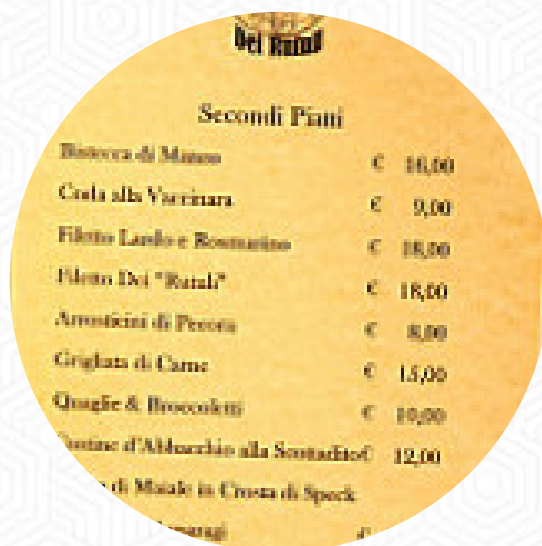 Dei Rurali
Secondi Piatti
Bistecca di Manzo € 16,00
Coda alla Vaccinara € 9,00
Filetto Lardo e Rosmarino € 18,00
Filetto Dei "Rurali" € 18,00
Arrosticini di Pecora € 8,00
Grigliata di Carne € 15,00
Quaglie & Broccoletti € 10,00
d'Abbacchio alla Scottadito € 12,00
di Maiale in Crosta di Speck